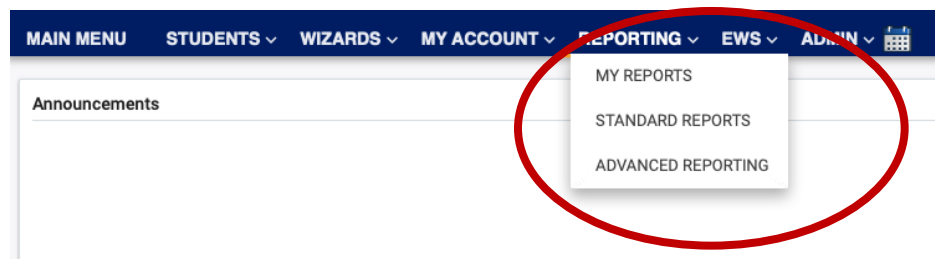 MAIN MENU STUDENTS WIZARDS MY ACCOUNT REPORTING EWS ADMIN
MY REPORTS
Announcements
STANDARD REPORTS
ADVANCED REPORTING